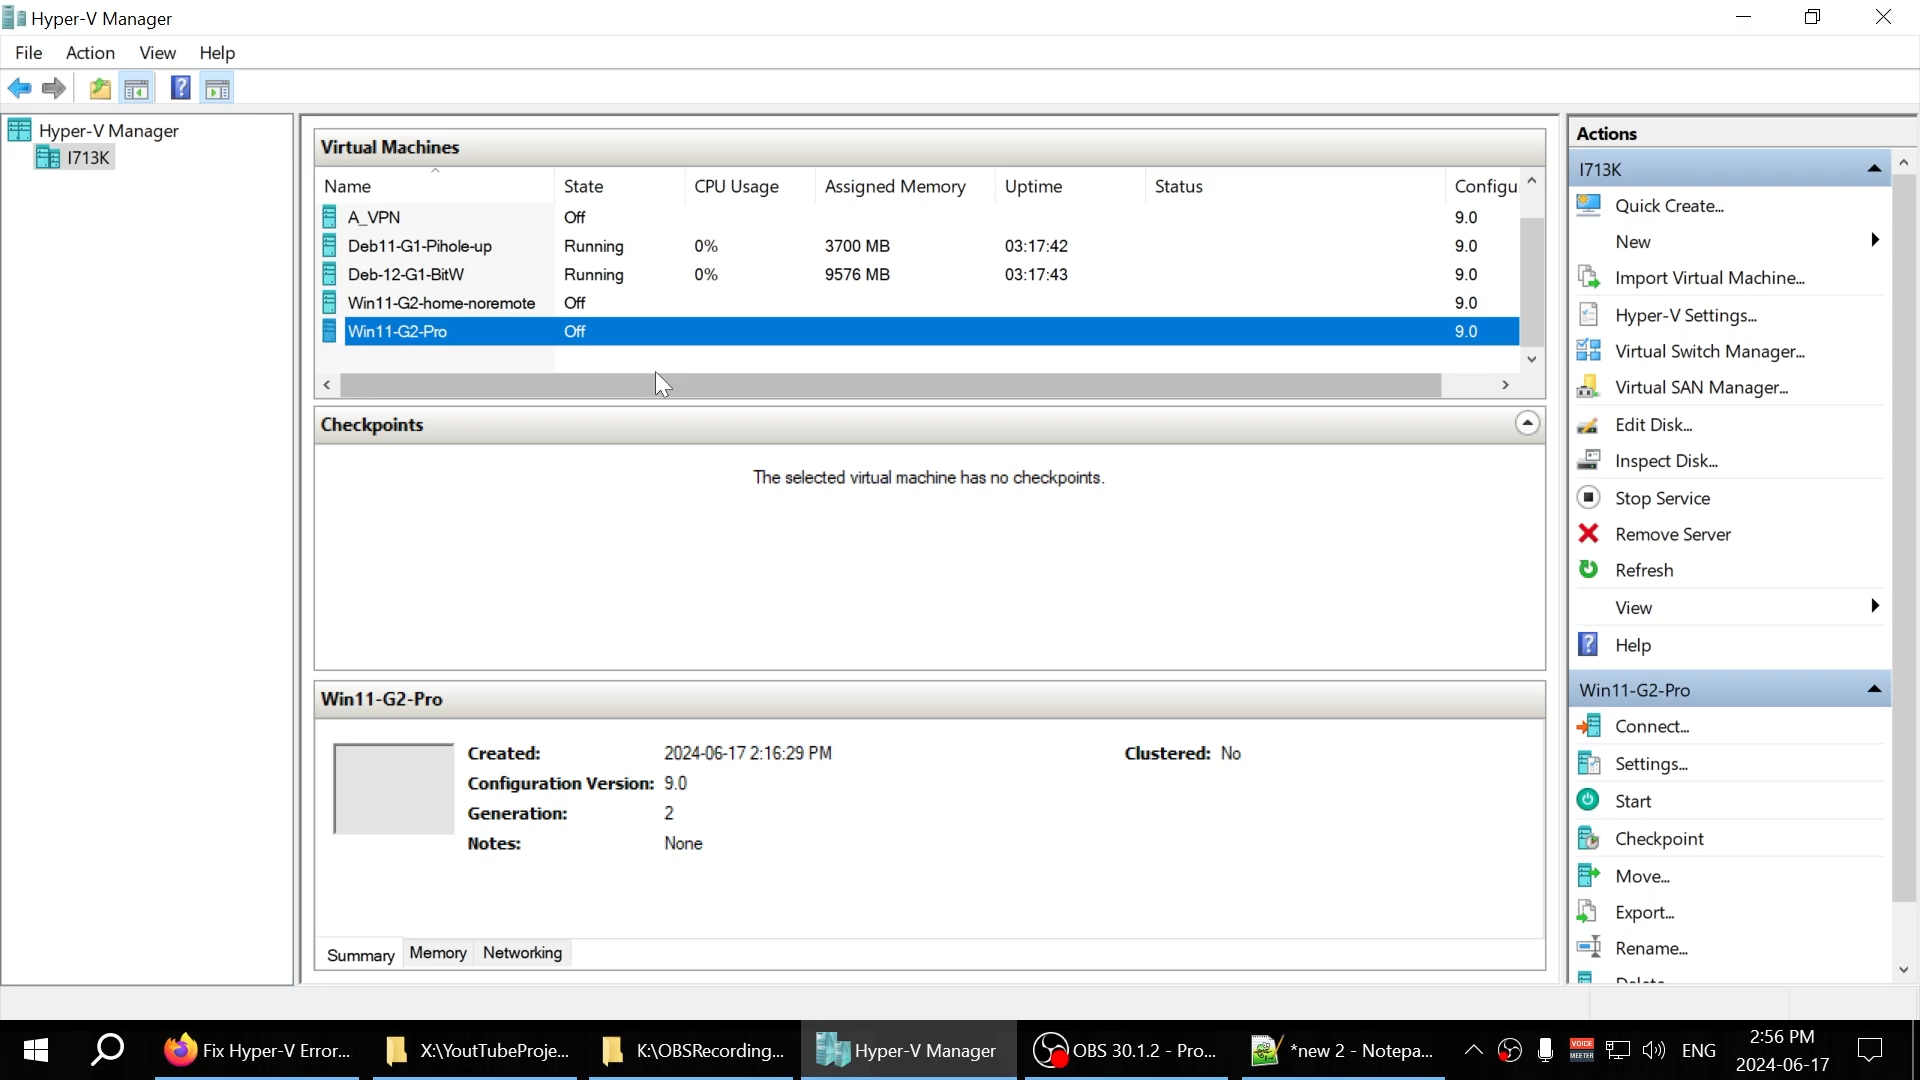 Hyper-V Manager
File Action View Help
Hyper-V Manager
I713K
Virtual Machines
Name State CPU Usage Assigned Memory Uptime Status Configu
A_VPN Off 9.0
Deb11-G1-Pihole-up Running 0% 3700 MB 03:17:42 9.0
Deb-12-G1-BitW Running 0% 9576 MB 03:17:43 9.0
Win11-G2-home-noremote Off 9.0
Win11-G2-Pro Off 9.0
Checkpoints
The selected virtual machine has no checkpoints.
Win11-G2-Pro
Created: 2024-06-17 2:16:29 PM Clustered: No
Configuration Version: 9.0
Generation: 2
Notes: None
Summary Memory Networking
Actions
I713K
Quick Create...
New
Import Virtual Machine...
Hyper-V Settings...
Virtual Switch Manager...
Virtual SAN Manager...
Edit Disk...
Inspect Disk...
Stop Service
Remove Server
Refresh
View
Help
Win11-G2-Pro
Connect...
Settings...
Start
Checkpoint
Move...
Export...
Rename...
Fix Hyper-V Error... X:\YoutTubeProje... K:\OBSRecording... Hyper-V Manager OBS 30.1.2 - Pro... *new 2 - Notepa... VOICE MEETER ENG 2:56 PM
2024-06-17